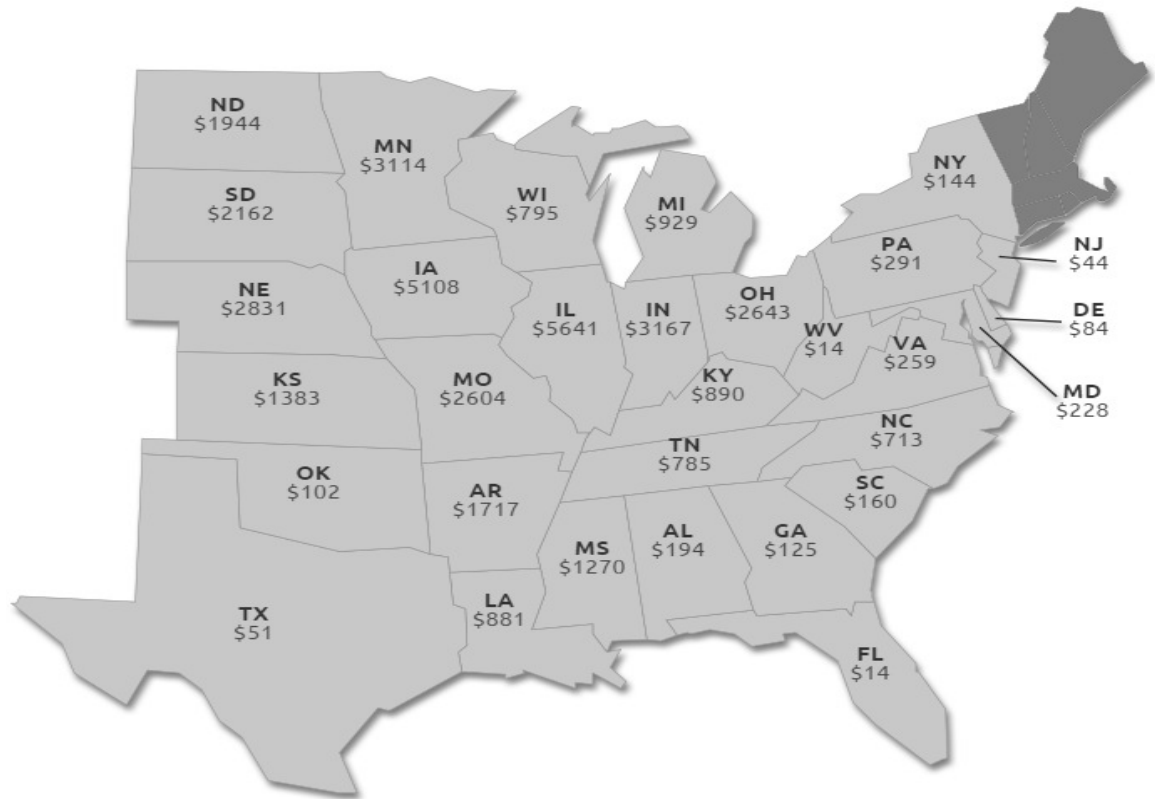 ND
$1944
MN
$3114
SD
$2162
WI
$795
MI
$929
NY
$144
PA
$291
NJ
$44
NE
$2831
IA
$5108
IL
$5641
IN
$3167
OH
$2643
DE
$84
WV
$14
VA
$259
MD
$228
KS
$1383
MO
$2604
KY
$890
NC
$713
TN
$785
OK
$102
AR
$1717
SC
$160
MS
$1270
AL
$194
GA
$125
TX
$51
LA
$881
FL
$14